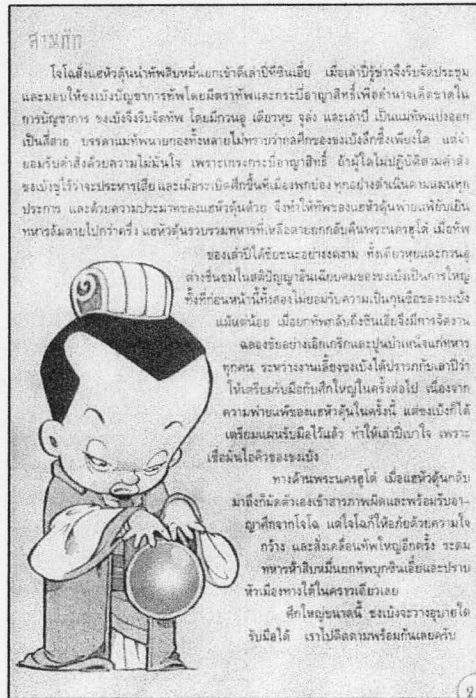 สามก๊ก
โจโฉสั่งแฮหัวตุ้นนำทัพสิบหมื่นยกเข้าตีเล่าปี่ที่ซินเอี๋ย เมื่อเล่าปี่รู้ข่าวจึงรีบจัดประชุม
และมอบให้ขงเบ้งบัญชาการทัพโดยมีตราทัพและกระบี่อาญาสิทธิ์เพื่ออำนาจเด็ดขาดใน
การบัญชาการ ขงเบ้งจึงรีบจัดทัพ โดยมีกวนอู เตียวหุย จูล่ง และเล่าปี่ เป็นแม่ทัพแบ่งออก
เป็นสี่สาย บรรดาแม่ทัพนายกองทั้งหลายไม่ทราบว่ากลศึกของขงเบ้งลึกซึ้งเพียงใด แต่จำ
ยอมรับคำสั่งด้วยความไม่มั่นใจ เพราะเกรงกระบี่อาญาสิทธิ์ ถ้าผู้ใดไม่ปฏิบัติตามคำสั่ง
ขงเบ้งขู่ไว้ว่าจะประหารเสีย และเมื่อระเบิดศึกขึ้นที่เมืองพกบ๋อง ทุกอย่างดำเนินตามแผนทุก
ประการ และด้วยความประมาทของแฮหัวตุ้นด้วย จึงทำให้ทัพของแฮหัวตุ้นพ่ายแพ้ยับเยิน
ทหารล้มตายไปกว่าครึ่ง แฮหัวตุ้นรวบรวมทหารที่เหลือตายยกกลับคืนพระนครฮูโต๋ เมื่อทัพ
ของเล่าปี่ได้ชัยชนะอย่างงดงาม ทั้งเตียวหุยและกวนอู
ต่างชื่นชมในสติปัญญาอันเฉียบคมของขงเบ้งเป็นการใหญ่
ทั้งที่ก่อนหน้านี้ทั้งสองไม่ยอมรับความเป็นกุนซือของขงเบ้ง
แม้แต่น้อย เมื่อยกทัพกลับถึงซินเอี๋ยจึงมีการจัดงาน
ฉลองชัยอย่างเอิกเกริกและปูนบำเหน็จแก่ทหาร
ทุกคน ระหว่างงานเลี้ยงขงเบ้งได้ปรารภกับเล่าปี่ว่า
ให้เตรียมรับมือกับศึกใหญ่ในครั้งต่อไป เนื่องจาก
ความพ่ายแพ้ของแฮหัวตุ้นในครั้งนี้ แต่ขงเบ้งก็ได้
เตรียมแผนรับมือไว้แล้ว ทำให้เล่าปี่เบาใจ เพราะ
เชื่อมั่นไอคิวของขงเบ้ง
ทางด้านพระนครฮูโต๋ เมื่อแฮหัวตุ้นกลับ
มาถึงก็มัดตัวเองเข้าสารภาพผิดและพร้อมรับอา-
ญาศึกจากโจโฉ แต่โจโฉก็ให้อภัยด้วยความใจ
กว้าง และสั่งเคลื่อนทัพใหญ่อีกครั้ง ระดม
ทหารห้าสิบหมื่นยกทัพบุกซินเอี๋ยและปราบ
หัวเมืองทางใต้ในคราวเดียวเลย
ศึกใหญ่ขนาดนี้ ขงเบ้งจะวางอุบายใด
รับมือได้ เราไปติดตามพร้อมกันเลยครับ